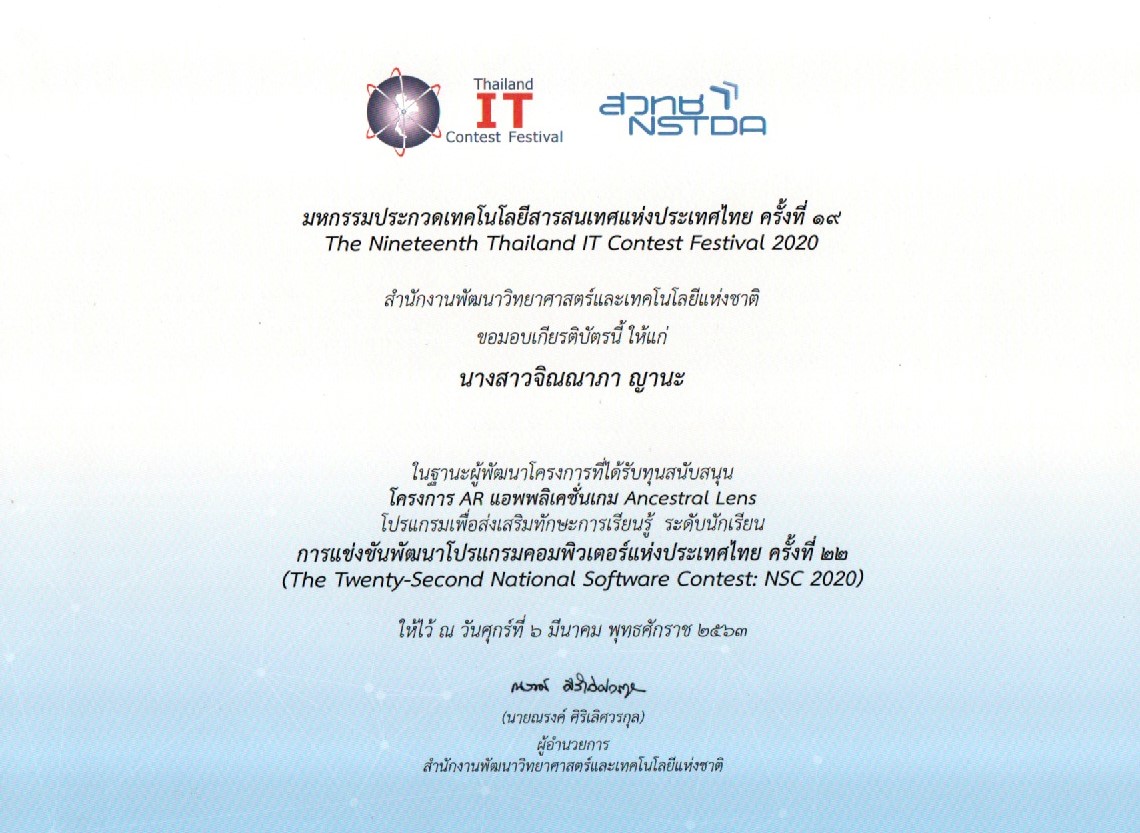 Thailand
IT
Contest Festival
สวทช
NSTDA
มหกรรมประกวดเทคโนโลยีสารสนเทศแห่งประเทศไทย ครั้งที่ ๑๙
The Nineteenth Thailand IT Contest Festival 2020
สำนักงานพัฒนาวิทยาศาสตร์และเทคโนโลยีแห่งชาติ
ขอมอบเกียรติบัตรนี้ ให้แก่
นางสาวจิณณาภา ญานะ
ในฐานะผู้พัฒนาโครงการที่ได้รับทุนสนับสนุน
โครงการ AR แอพพลิเคชั่นเกม Ancestral Lens
โปรแกรมเพื่อส่งเสริมทักษะการเรียนรู้ ระดับนักเรียน
การแข่งขันพัฒนาโปรแกรมคอมพิวเตอร์แห่งประเทศไทย ครั้งที่ ๒๒
(The Twenty-Second National Software Contest: NSC 2020)
ให้ไว้ ณ วันศุกร์ที่ ๖ มีนาคม พุทธศักราช ๒๕๖๓
(นายณรงค์ ศิริเลิศวรกุล)
ผู้อำนวยการ
สำนักงานพัฒนาวิทยาศาสตร์และเทคโนโลยีแห่งชาติ